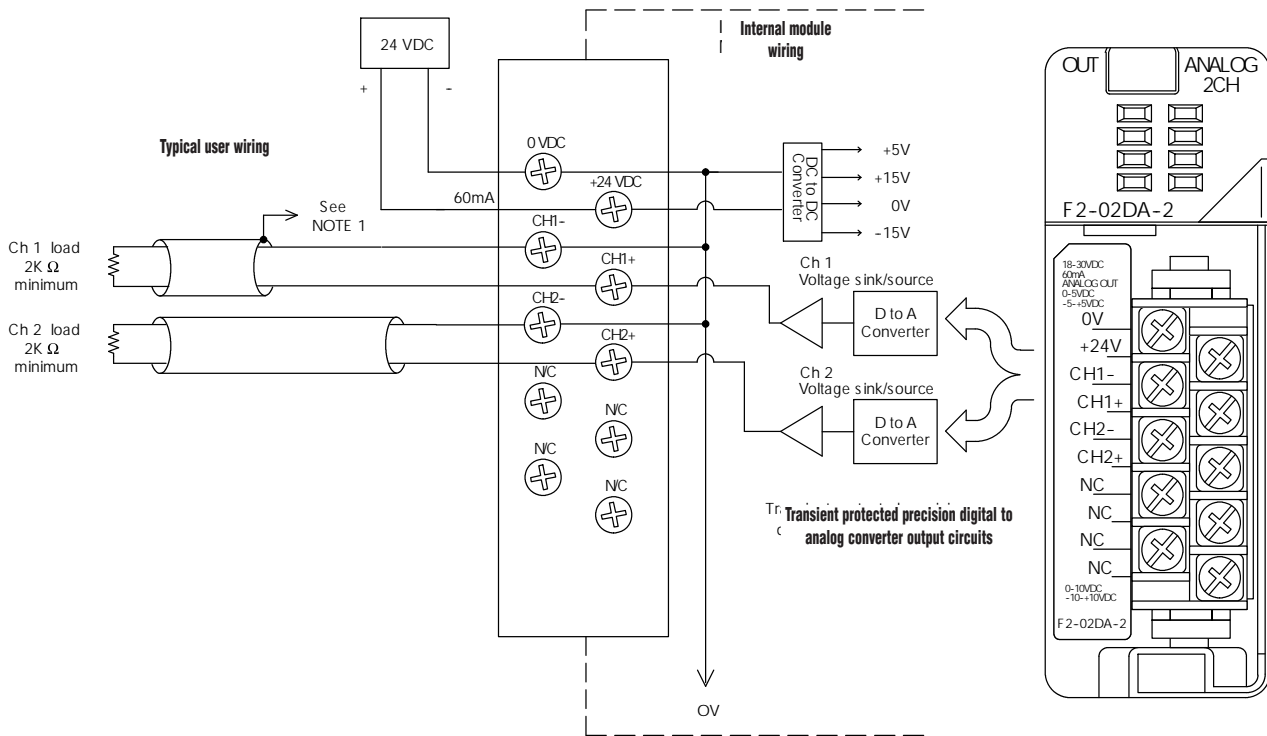 24 VDC
+
-
Internal module
wiring
Typical user wiring
0 VDC
+24 VDC
60mA
CH1-
CH1+
CH2-
CH2+
N/C
N/C
N/C
N/C
See
NOTE 1
Ch 1 load
2K Ω
minimum
Ch 2 load
2K Ω
minimum
DC to DC
Converter
+5V
+15V
0V
-15V
Ch 1
Voltage sink/source
D to A
Converter
Ch 2
Voltage sink/source
D to A
Converter
Transient protected precision digital to
analog converter output circuits
OV
OUT
ANALOG
2CH
F2-02DA-2
18-30VDC
60mA
ANALOG OUT
0-5VDC
-5-+5VDC
0V
+24V
CH1-
CH1+
CH2-
CH2+
NC
NC
NC
NC
0-10VDC
-10-+10VDC
F2-02DA-2